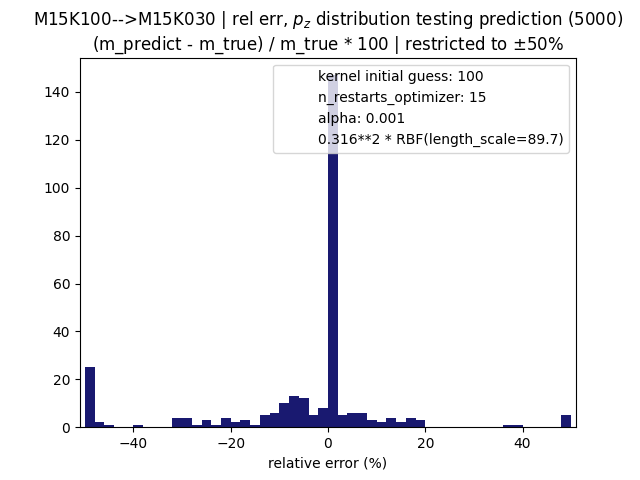 M15K100-->M15K030 | rel err, p_z distribution testing prediction (5000)
(m_predict - m_true) / m_true * 100 | restricted to ±50%
kernel initial guess: 100
n_restarts_optimizer: 15
alpha: 0.001
0.316**2 * RBF(length_scale=89.7)
140
120
100
80
60
40
20
0
−40 −20 0 20 40
relative error (%)